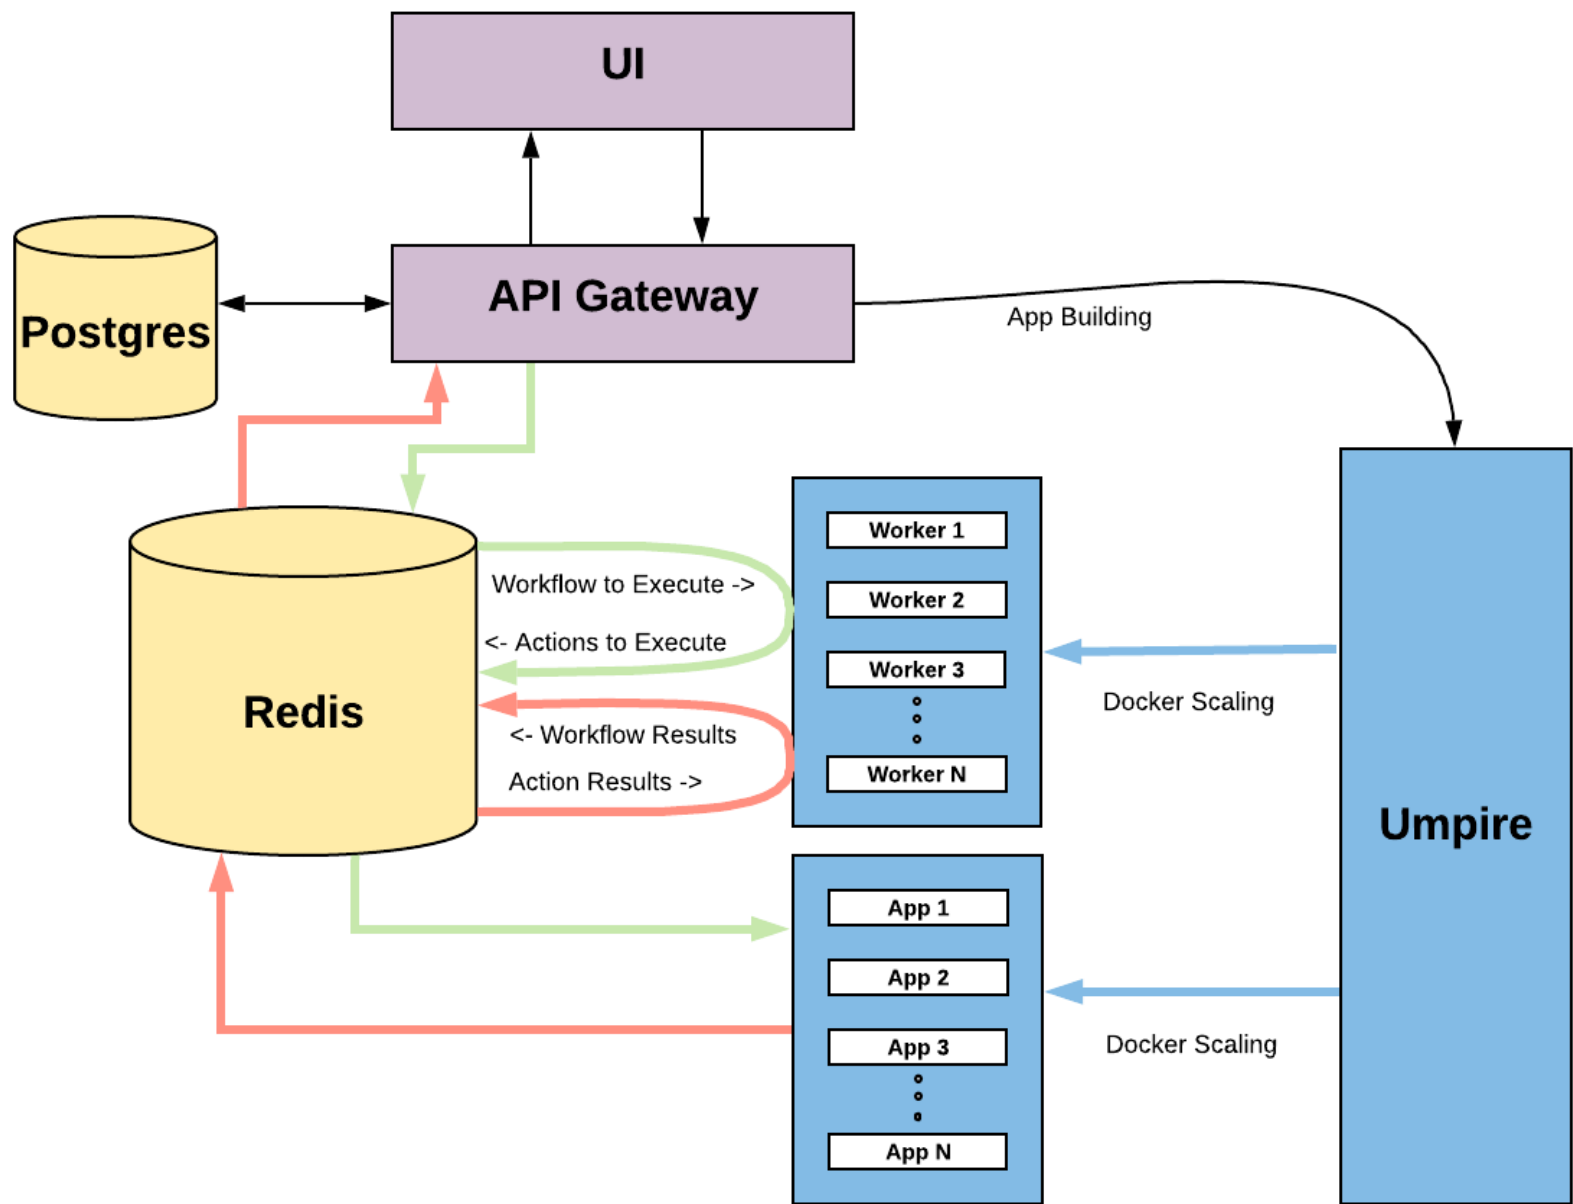 UI
API Gateway
Postgres
App Building
Worker 1
Workflow to Execute ->
Worker 2
<- Actions to Execute
Worker 3
Docker Scaling
Redis
<- Workflow Results
Worker N
Action Results ->
Umpire
App 1
App 2
App 3
Docker Scaling
App N